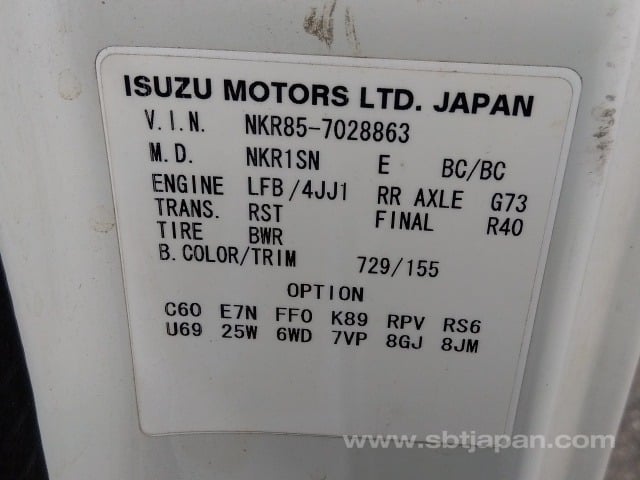 ISUZU MOTORS LTD. JAPAN
V.I.N. NKR85-7028863
M.D. NKR1SN E BC/BC
ENGINE LFB/4JJ1 RR AXLE G73
TRANS. RST FINAL R40
TIRE BWR
B.COLOR/TRIM 729/155
OPTION
C60 E7N FF0 K89 RPV RS6
U69 25W 6WD 7VP 8GJ 8JM
www.sbtjapan.com